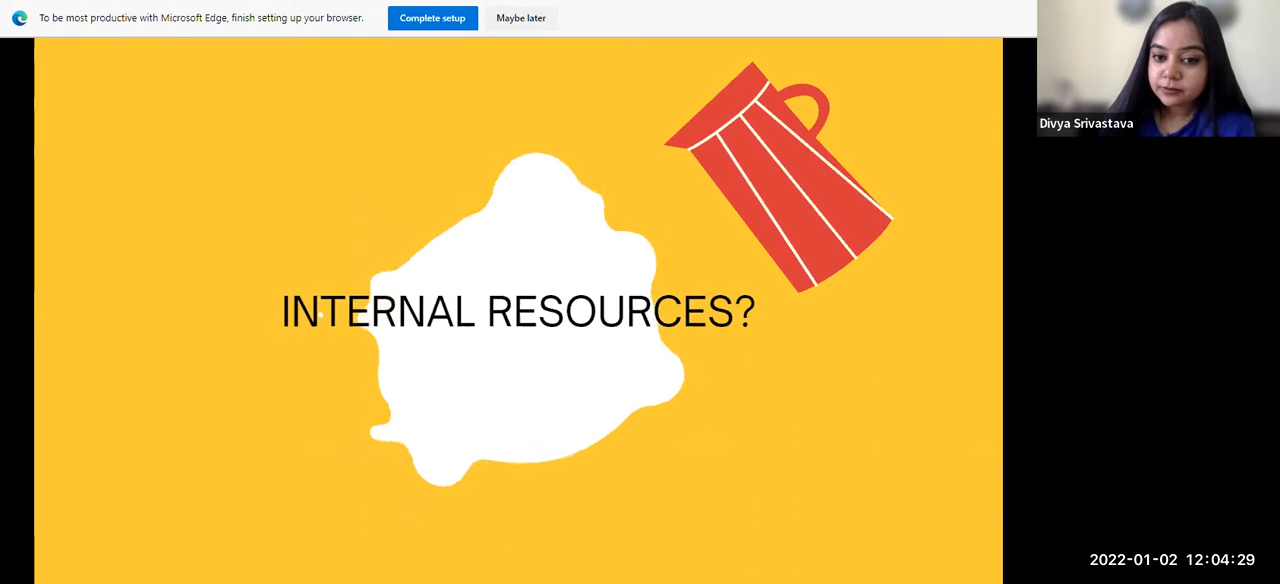 To be most productive with Microsoft Edge, finish setting up your browser.
Complete setup
Maybe later
Divya Srivastava
INTERNAL RESOURCES?
2022-01-02 12:04:29